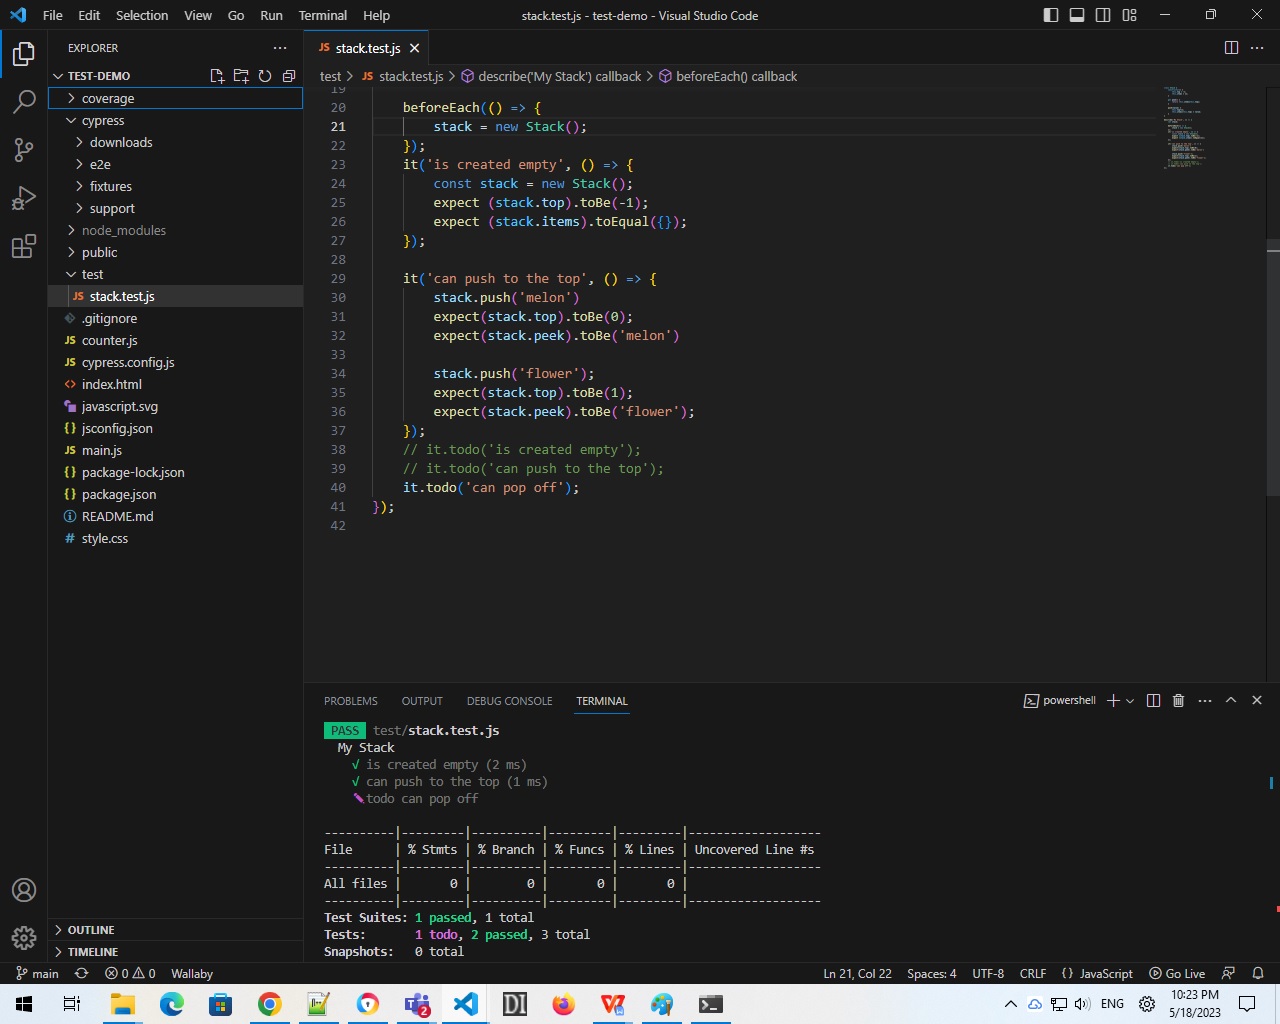 File Edit Selection View Go Run Terminal Help
stack.test.js - test-demo - Visual Studio Code
EXPLORER
TEST-DEMO
coverage
cypress
downloads
e2e
fixtures
support
node_modules
public
test
JS stack.test.js
.gitignore
JS counter.js
JS cypress.config.js
<> index.html
javascript.svg
{} jsconfig.json
JS main.js
{} package-lock.json
{} package.json
README.md
# style.css
OUTLINE
TIMELINE
JS stack.test.js
test > JS stack.test.js > describe('My Stack') callback > beforeEach() callback
19
20 beforeEach(() => {
21 stack = new Stack();
22 });
23 it('is created empty', () => {
24 const stack = new Stack();
25 expect (stack.top).toBe(-1);
26 expect (stack.items).toEqual({});
27 });
28
29 it('can push to the top', () => {
30 stack.push('melon')
31 expect(stack.top).toBe(0);
32 expect(stack.peek).toBe('melon')
33
34 stack.push('flower');
35 expect(stack.top).toBe(1);
36 expect(stack.peek).toBe('flower');
37 });
38 // it.todo('is created empty');
39 // it.todo('can push to the top');
40 it.todo('can pop off');
41 });
42
PROBLEMS OUTPUT DEBUG CONSOLE TERMINAL
powershell
PASS test/stack.test.js
My Stack
√ is created empty (2 ms)
√ can push to the top (1 ms)
✎ todo can pop off
----------|---------|----------|---------|---------|-------------------
File | % Stmts | % Branch | % Funcs | % Lines | Uncovered Line #s
----------|---------|----------|---------|---------|-------------------
All files | 0 | 0 | 0 | 0 |
----------|---------|----------|---------|---------|-------------------
Test Suites: 1 passed, 1 total
Tests: 1 todo, 2 passed, 3 total
Snapshots: 0 total
main 0 0 Wallaby
Ln 21, Col 22 Spaces: 4 UTF-8 CRLF {} JavaScript Go Live
2
DI
ENG
10:23 PM
5/18/2023